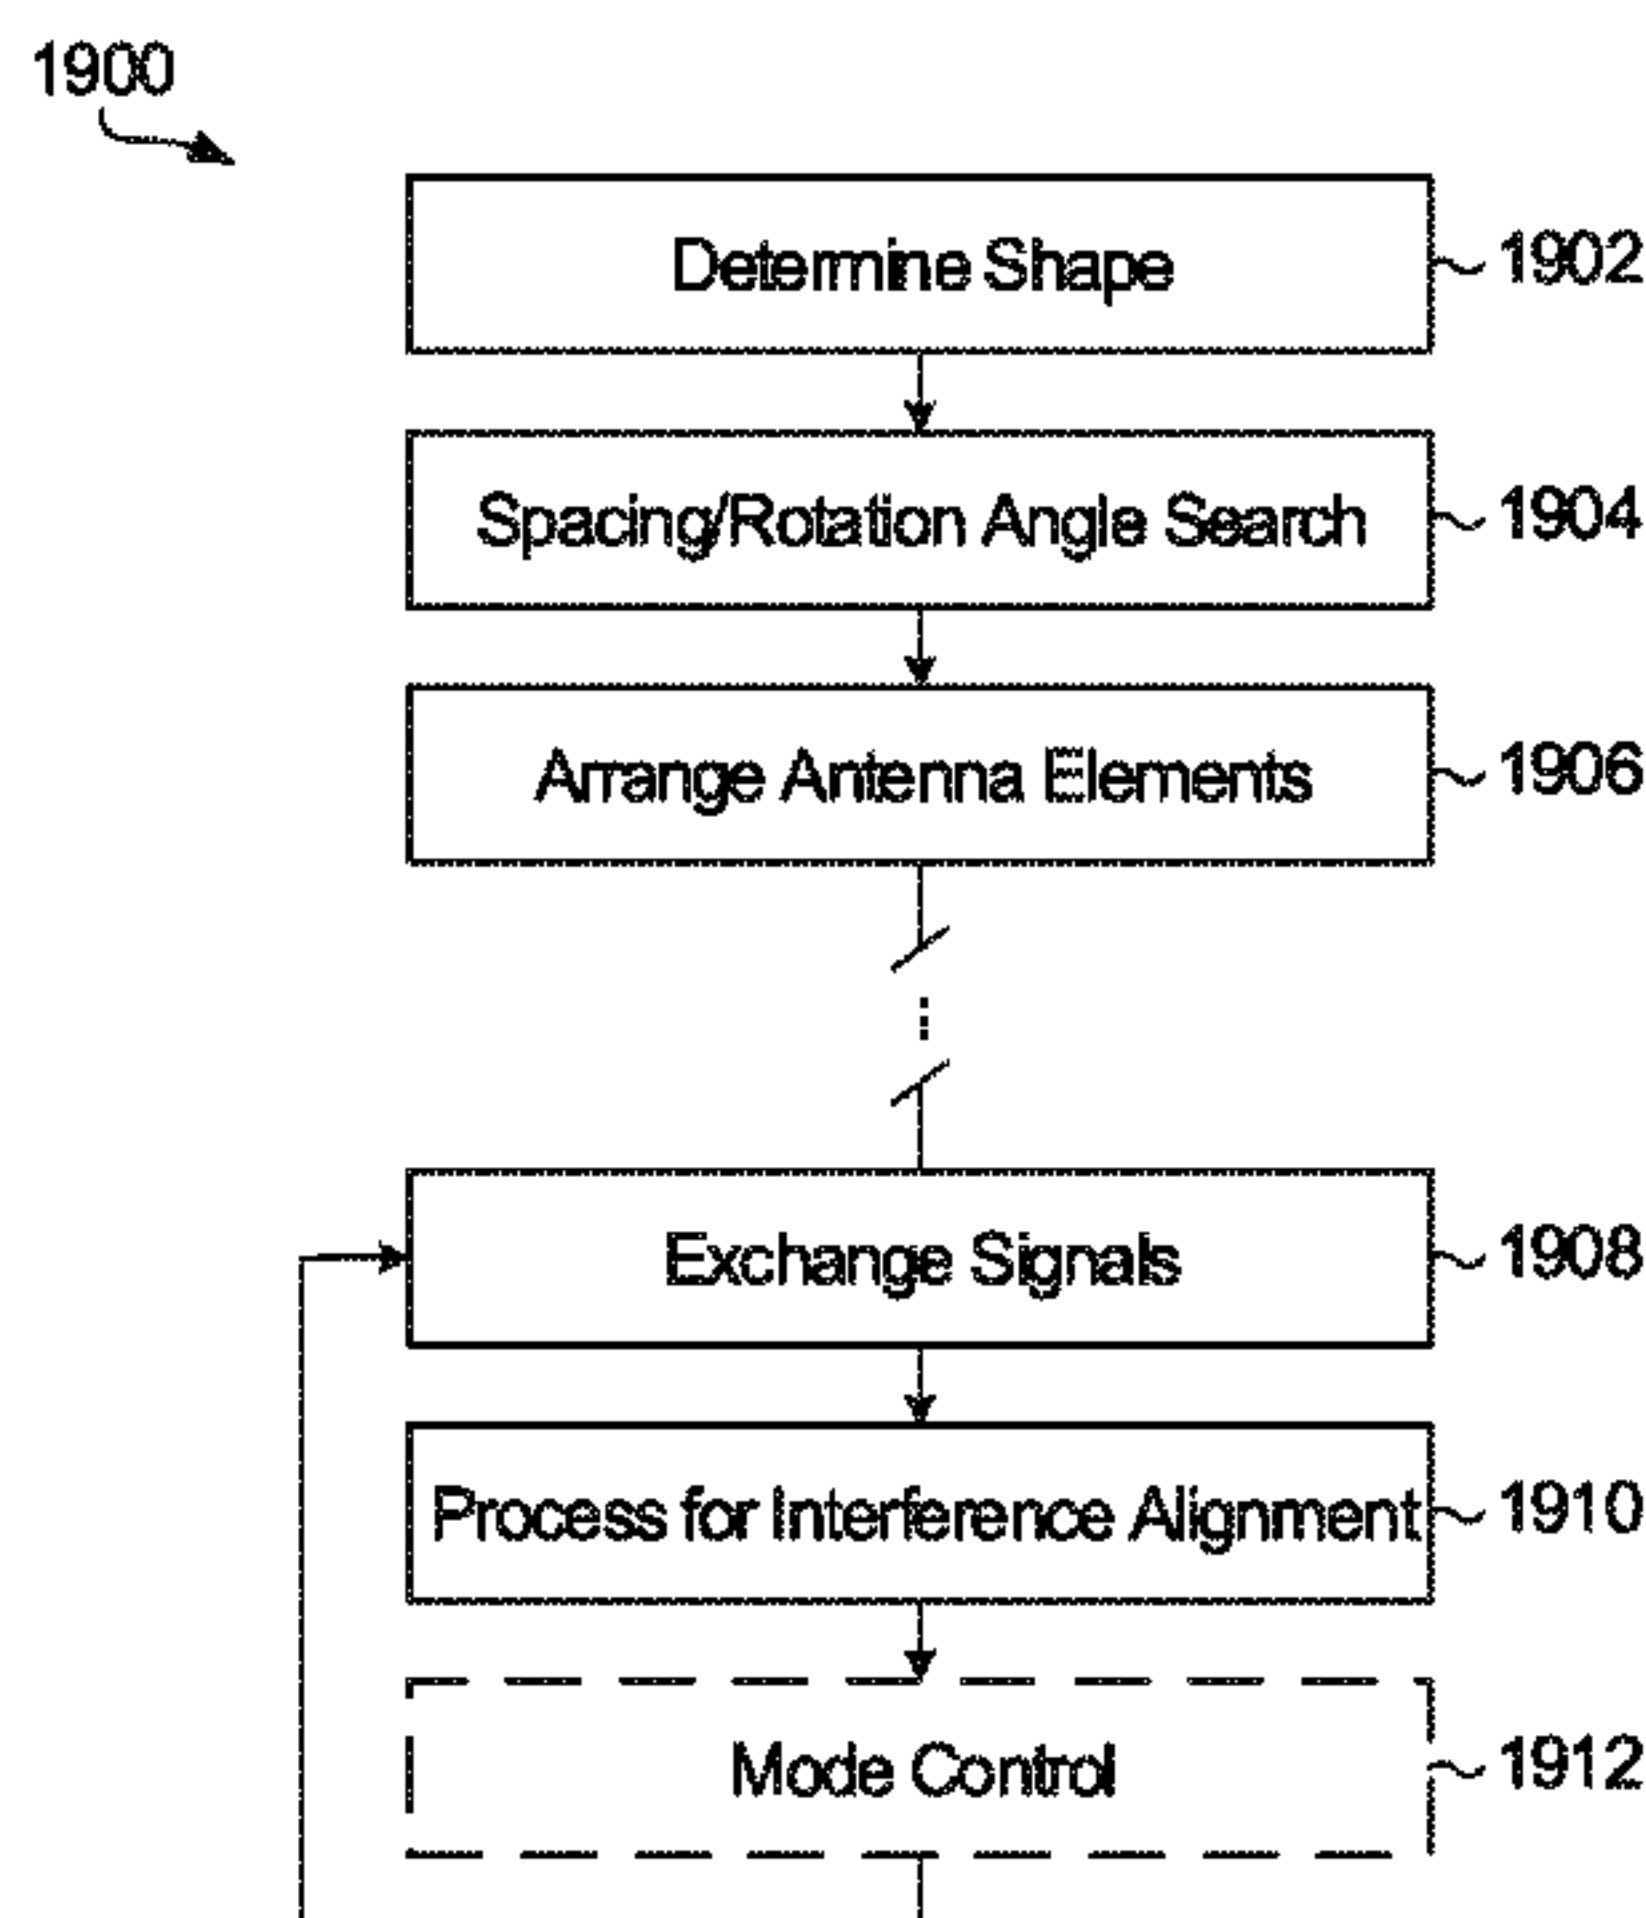 1900
Determine Shape 1902
Spacing/Rotation Angle Search 1904
Arrange Antenna Elements 1906
Exchange Signals 1908
Process for Interference Alignment 1910
Mode Control 1912